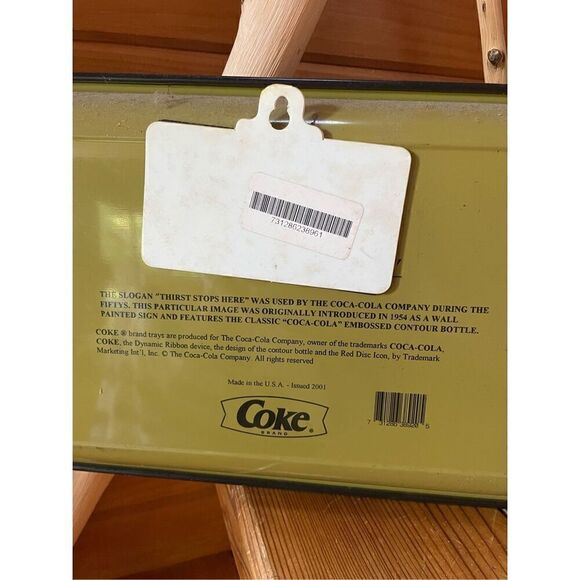 731286238961
THE SLOGAN "THIRST STOPS HERE" WAS USED BY THE COCA-COLA COMPANY DURING THE
FIFTYS. THIS PARTICULAR IMAGE WAS ORIGINALLY INTRODUCED IN 1954 AS A WALL
PAINTED SIGN AND FEATURES THE CLASSIC "COCA-COLA" EMBOSSED CONTOUR BOTTLE.
COKE ® brand trays are produced for The Coca-Cola Company, owner of the trademarks COCA-COLA,
COKE, the Dynamic Ribbon device, the design of the contour bottle and the Red Disc Icon, by Trademark
Marketing Int'l, Inc. © The Coca-Cola Company. All rights reserved
Made in the U.S.A. - Issued 2001
Coke®
BRAND